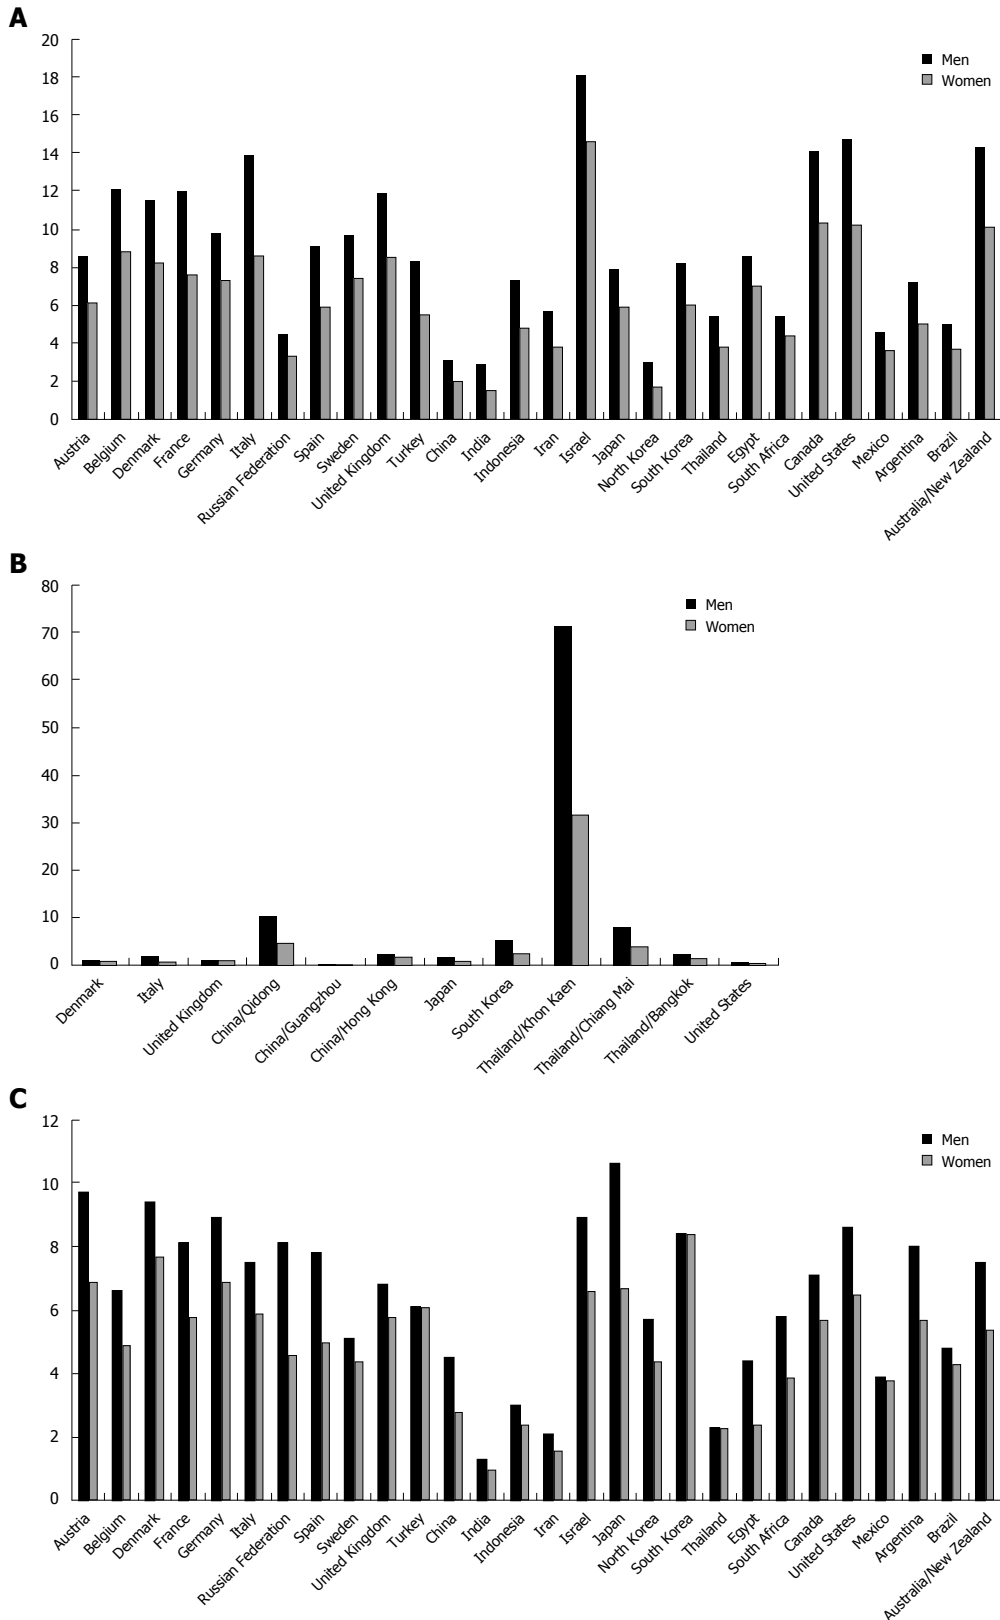 A
20
18
16
14
12
10
8
6
4
2
0
Men
Women
Austria
Belgium
Denmark
France
Germany
Italy
Russian Federation
Spain
Sweden
United Kingdom
Turkey
China
India
Indonesia
Iran
Israel
Japan
North Korea
South Korea
Thailand
Egypt
South Africa
Canada
United States
Mexico
Argentina
Brazil
Australia/New Zealand
B
80
70
60
50
40
30
20
10
0
Men
Women
Denmark
Italy
United Kingdom
China/Qidong
China/Guangzhou
China/Hong Kong
Japan
South Korea
Thailand/Khon Kaen
Thailand/Chiang Mai
Thailand/Bangkok
United States
C
12
10
8
6
4
2
0
Men
Women
Austria
Belgium
Denmark
France
Germany
Italy
Russian Federation
Spain
Sweden
United Kingdom
Turkey
China
India
Indonesia
Iran
Israel
Japan
North Korea
South Korea
Thailand
Egypt
South Africa
Canada
United States
Mexico
Argentina
Brazil
Australia/New Zealand